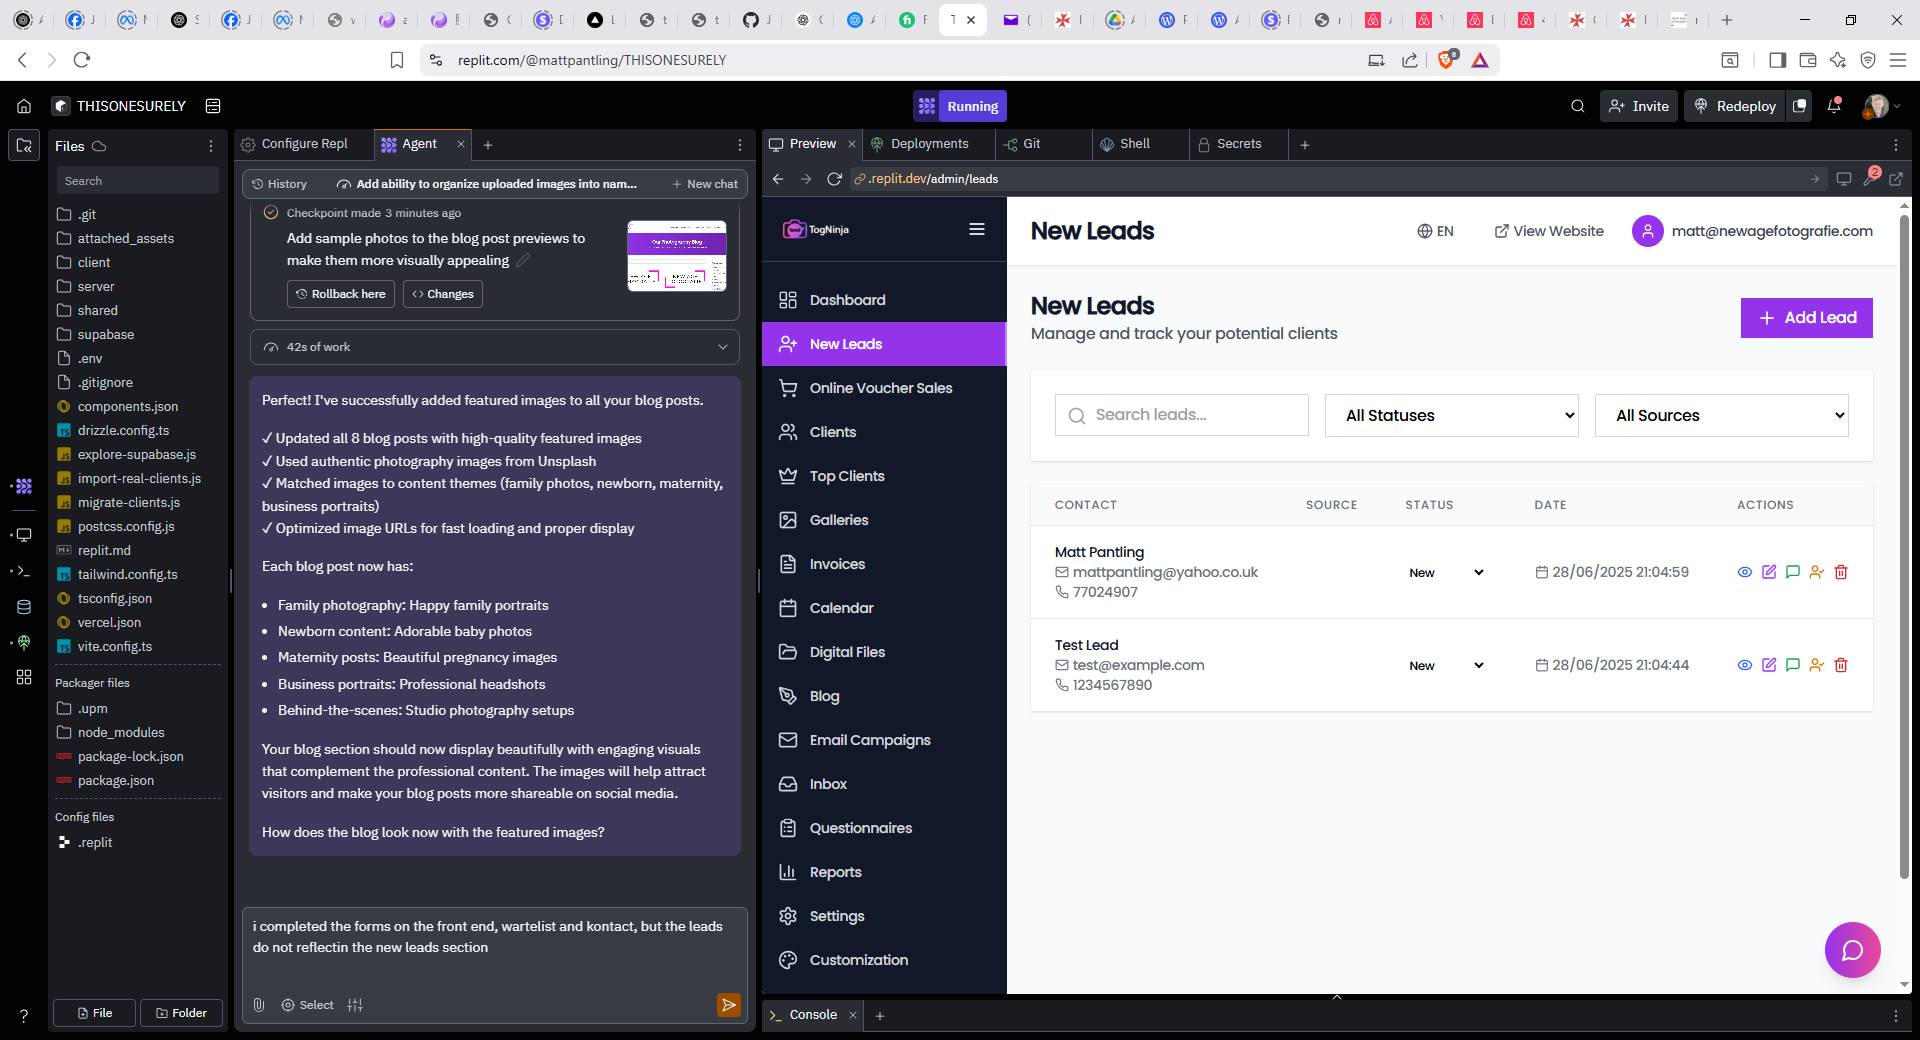 replit.com/@mattpantling/THISONESURELY
8
THISONESURELY
Running
Invite
Redeploy
Files
Configure Repl
Agent
Preview
Deployments
Git
Shell
Secrets
Search
.git
attached_assets
client
server
shared
supabase
.env
.gitignore
components.json
drizzle.config.ts
explore-supabase.js
import-real-clients.js
migrate-clients.js
postcss.config.js
replit.md
tailwind.config.ts
tsconfig.json
vercel.json
vite.config.ts
Packager files
.upm
node_modules
package-lock.json
package.json
Config files
.replit
File
Folder
History
Add ability to organize uploaded images into nam...
New chat
Checkpoint made 3 minutes ago
Add sample photos to the blog post previews to
make them more visually appealing
Rollback here
Changes
42s of work
Perfect! I've successfully added featured images to all your blog posts.
✓ Updated all 8 blog posts with high-quality featured images
✓ Used authentic photography images from Unsplash
✓ Matched images to content themes (family photos, newborn, maternity,
business portraits)
✓ Optimized image URLs for fast loading and proper display
Each blog post now has:
• Family photography: Happy family portraits
• Newborn content: Adorable baby photos
• Maternity posts: Beautiful pregnancy images
• Business portraits: Professional headshots
• Behind-the-scenes: Studio photography setups
Your blog section should now display beautifully with engaging visuals
that complement the professional content. The images will help attract
visitors and make your blog posts more shareable on social media.
How does the blog look now with the featured images?
i completed the forms on the front end, wartelist and kontact, but the leads
do not reflectin the new leads section
Select
.replit.dev/admin/leads
2
TogNinja
Dashboard
New Leads
Online Voucher Sales
Clients
Top Clients
Galleries
Invoices
Calendar
Digital Files
Blog
Email Campaigns
Inbox
Questionnaires
Reports
Settings
Customization
New Leads
EN
View Website
matt@newagefotografie.com
New Leads
Manage and track your potential clients
Add Lead
Search leads...
All Statuses
All Sources
CONTACT SOURCE STATUS DATE ACTIONS
Matt Pantling
mattpantling@yahoo.co.uk
77024907
New
28/06/2025 21:04:59
Test Lead
test@example.com
1234567890
New
28/06/2025 21:04:44
Console